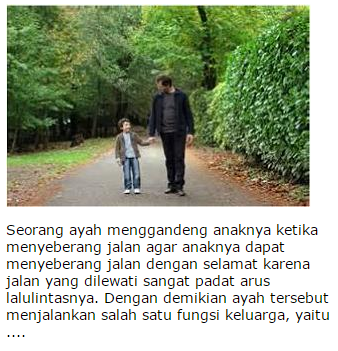 Seorang ayah menggandeng anaknya ketika
menyeberang jalan agar anaknya dapat
menyeberang jalan dengan selamat karena
jalan yang dilewati sangat padat arus
lalulintasnya. Dengan demikian ayah tersebut
menjalankan salah satu fungsi keluarga, yaitu
....